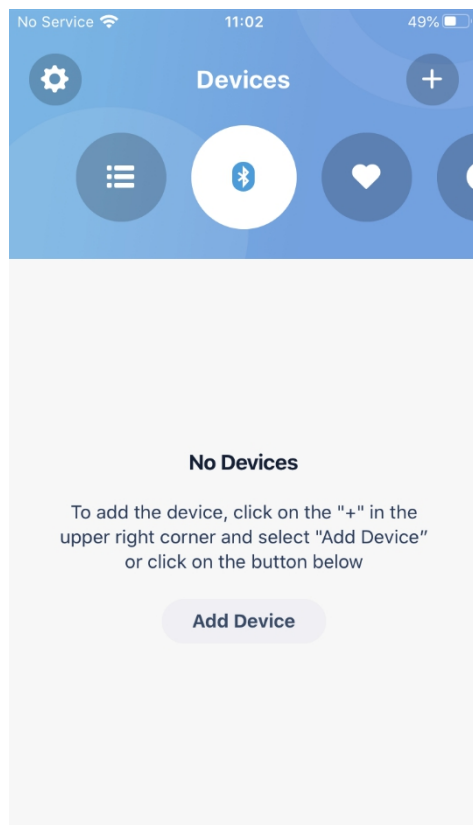 No Service 11:02 49%
Devices
No Devices
To add the device, click on the "+" in the
upper right corner and select "Add Device”
or click on the button below
Add Device